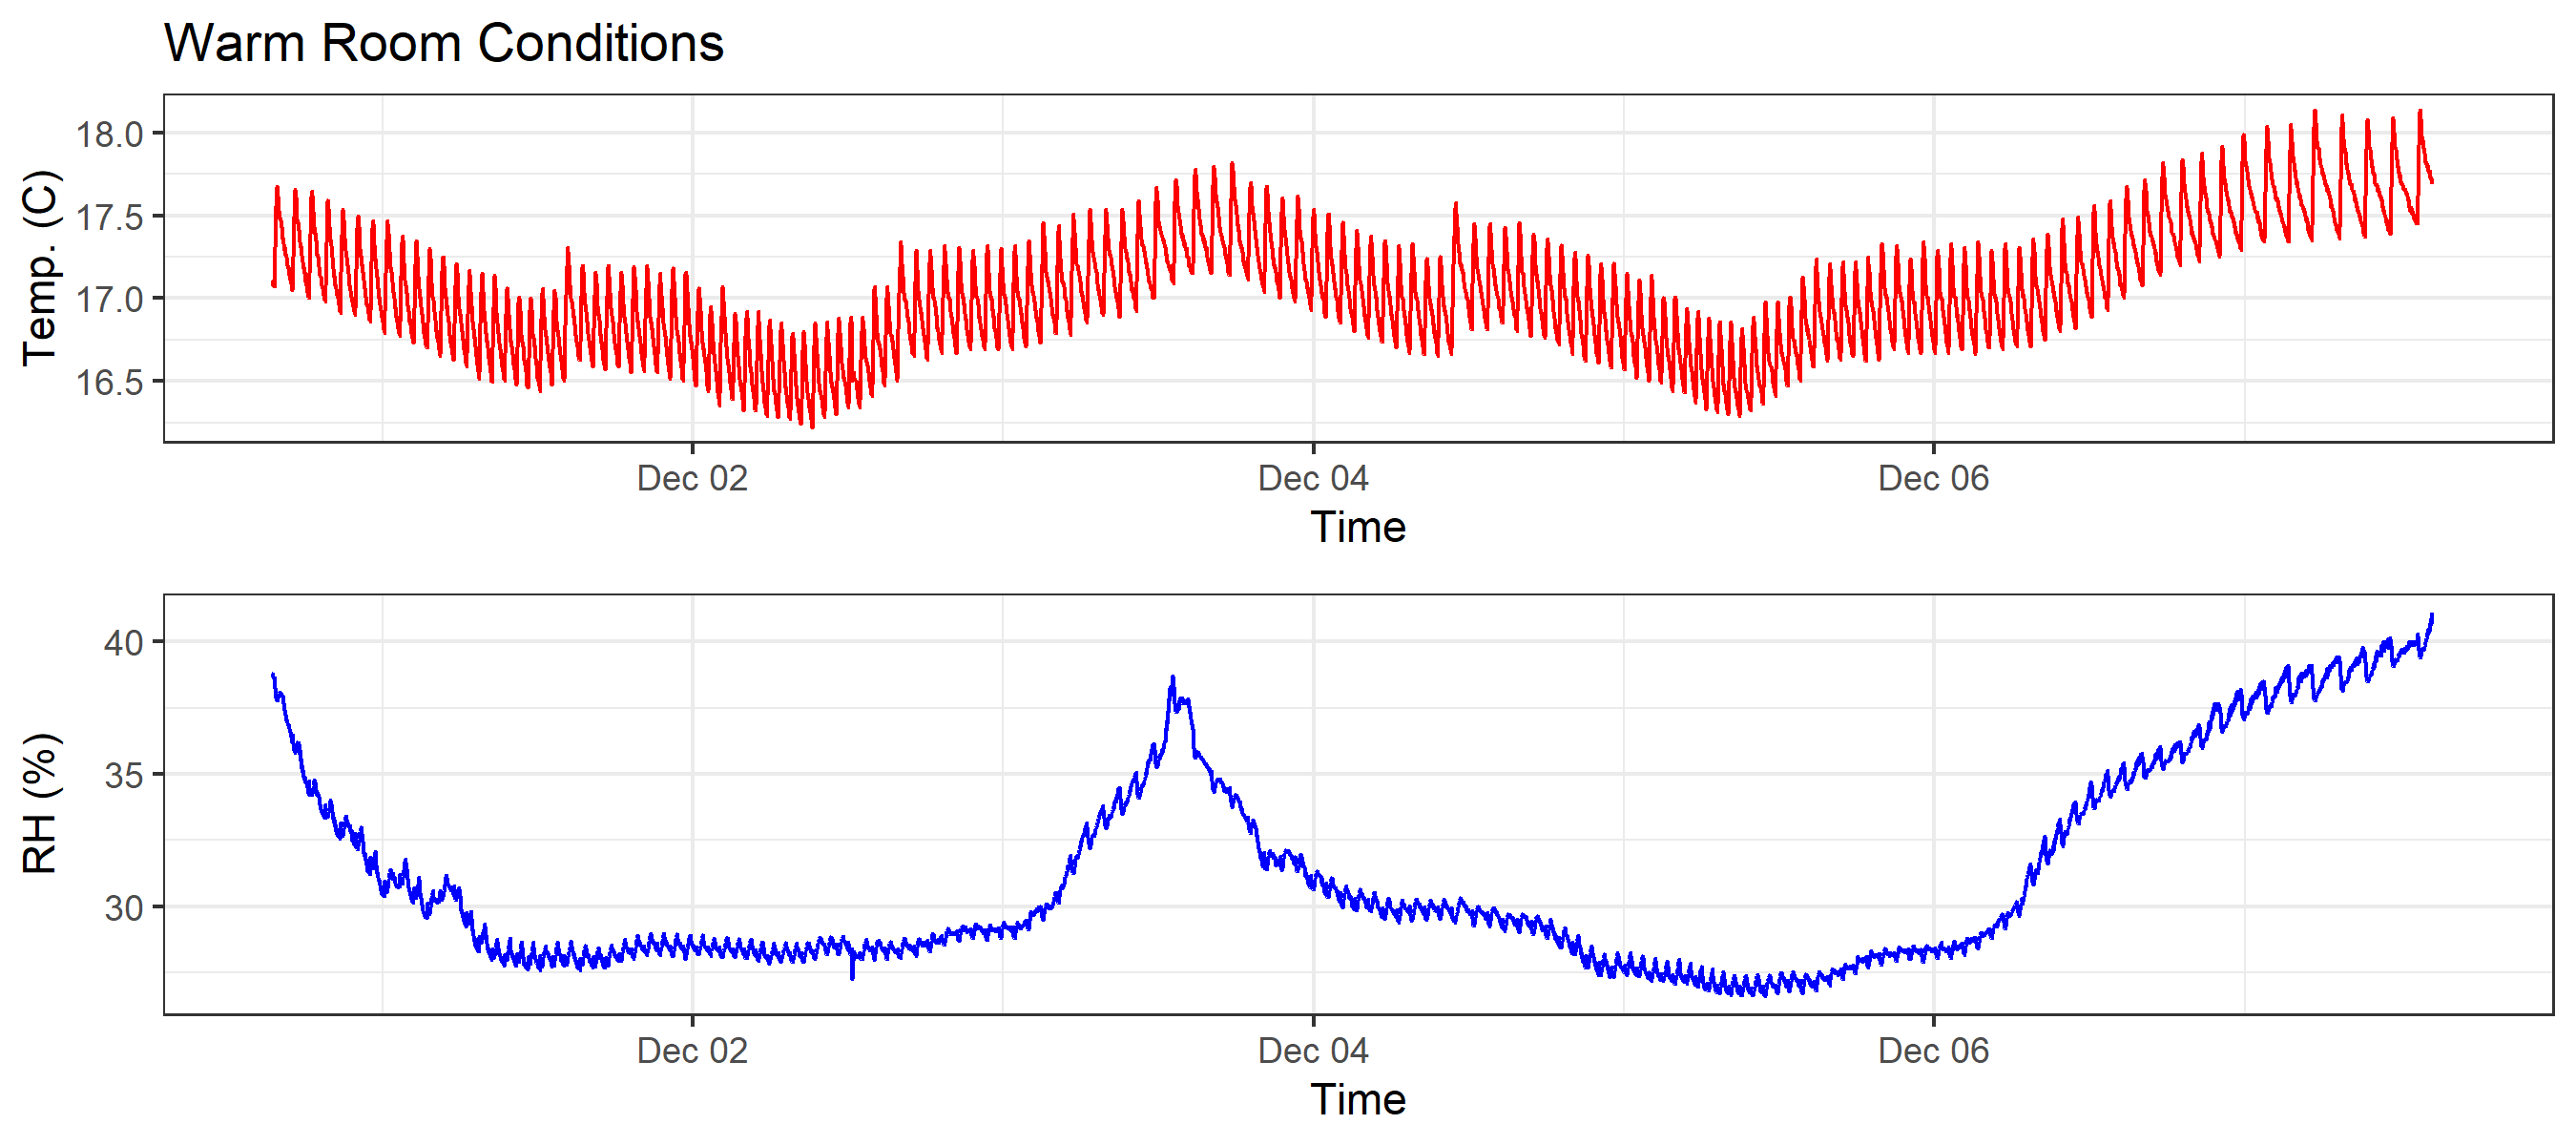 Warm Room Conditions
Temp. (C)
18.0
17.5
17.0
16.5
Dec 02 Dec 04 Dec 06
Time
RH (%)
40
35
30
Dec 02 Dec 04 Dec 06
Time